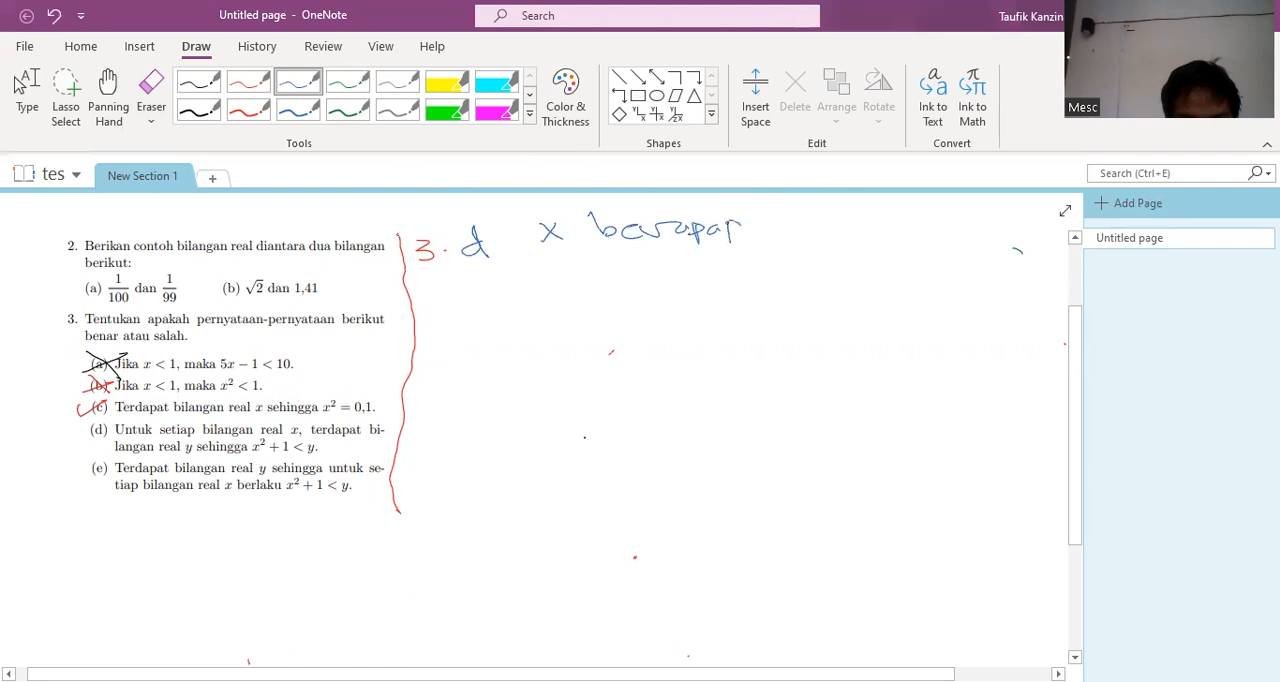 Untitled page - OneNote
Search
Taufik Kanzin
File Home Insert Draw History Review View Help
Type
Lasso Select
Panning Hand
Eraser
Color & Thickness
Insert Space
Delete
Arrange
Rotate
Ink to Text
Ink to Math
Mesc
Tools
Shapes
Edit
Convert
tes
New Section 1
Search (Ctrl+E)
Add Page
Untitled page
2. Berikan contoh bilangan real diantara dua bilangan
berikut:
(a) 1/100 dan 1/99 (b) √2 dan 1,41
3. Tentukan apakah pernyataan-pernyataan berikut
benar atau salah.
(a) Jika x < 1, maka 5x − 1 < 10.
(b) Jika x < 1, maka x² < 1.
(c) Terdapat bilangan real x sehingga x² = 0,1.
(d) Untuk setiap bilangan real x, terdapat bi-
langan real y sehingga x² + 1 < y.
(e) Terdapat bilangan real y sehingga untuk se-
tiap bilangan real x berlaku x² + 1 < y.
3. d x berapap